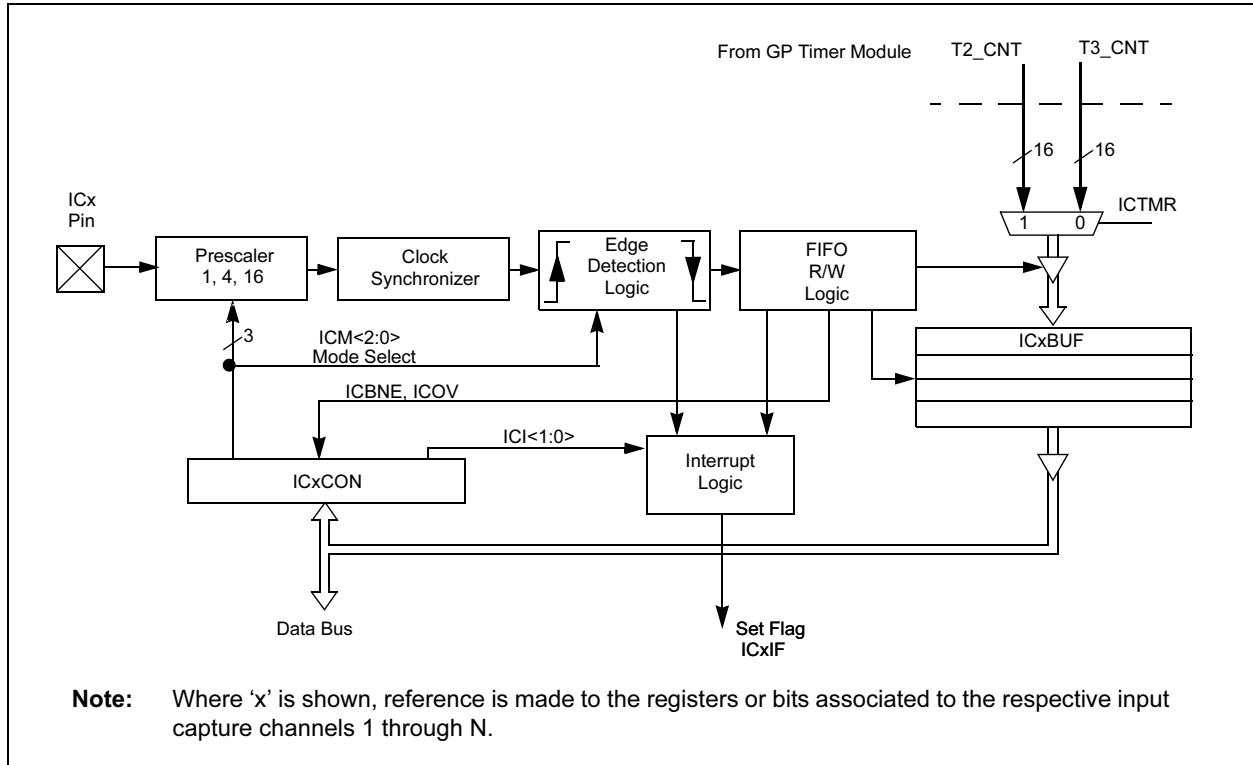 From GP Timer Module
T2_CNT
T3_CNT
16
16
ICx
Pin
1 0
ICTMR
Prescaler
1, 4, 16
Clock
Synchronizer
Edge
Detection
Logic
FIFO
R/W
Logic
3
ICM<2:0>
Mode Select
ICxBUF
ICBNE, ICOV
ICI<1:0>
ICxCON
Interrupt
Logic
Data Bus
Set Flag
ICxIF
Note: Where ‘x’ is shown, reference is made to the registers or bits associated to the respective input
capture channels 1 through N.